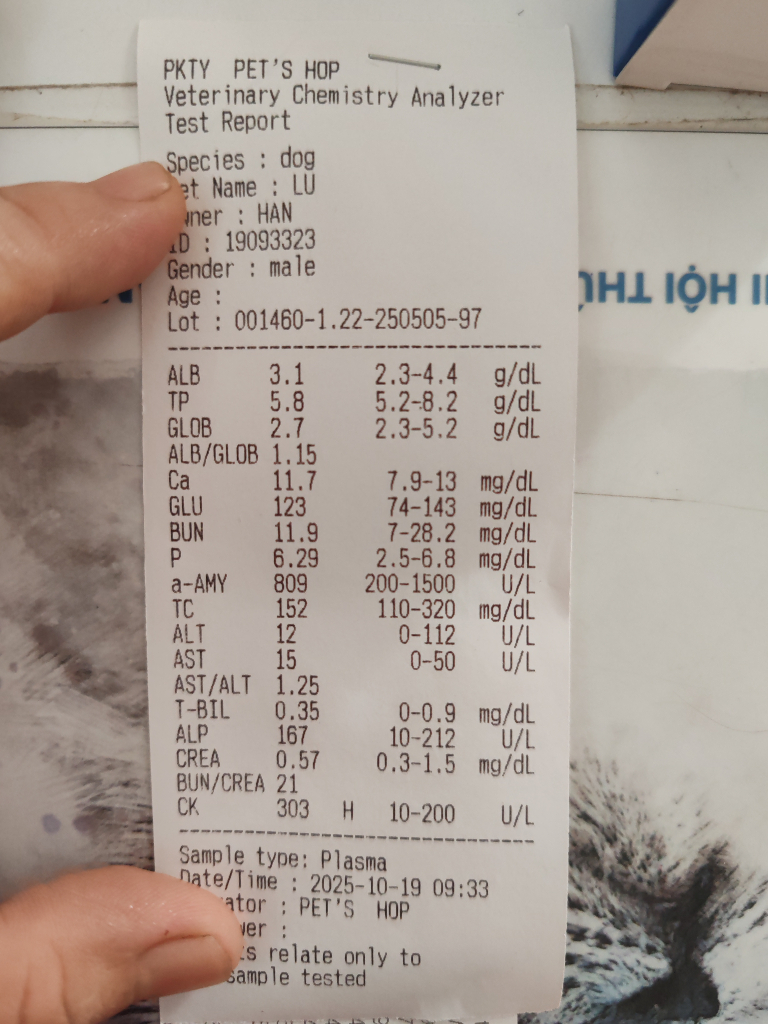 PKTY PET'S HOP
Veterinary Chemistry Analyzer
Test Report
Species : dog
Name : LU
: HAN
ID : 19093323
Gender : male
Age :
Lot : 001460-1.22-250505-97
ALB 3.1 2.3-4.4 g/dL
TP 5.8 5.2-8.2 g/dL
GLOB 2.7 2.3-5.2 g/dL
ALB/GLOB 1.15
Ca 11.7 7.9-13 mg/dL
GLU 123 74-143 mg/dL
BUN 11.9 7-28.2 mg/dL
P 6.29 2.5-6.8 mg/dL
a-AMY 809 200-1500 U/L
TC 152 110-320 mg/dL
ALT 12 0-112 U/L
AST 15 0-50 U/L
AST/ALT 1.25
T-BIL 0.35 0-0.9 mg/dL
ALP 167 10-212 U/L
CREA 0.57 0.3-1.5 mg/dL
BUN/CREA 21
CK 303 H 10-200 U/L
Sample type: Plasma
Date/Time : 2025-10-19 09:33
: PET'S HOP
:
relate only to
sample tested
HỘI